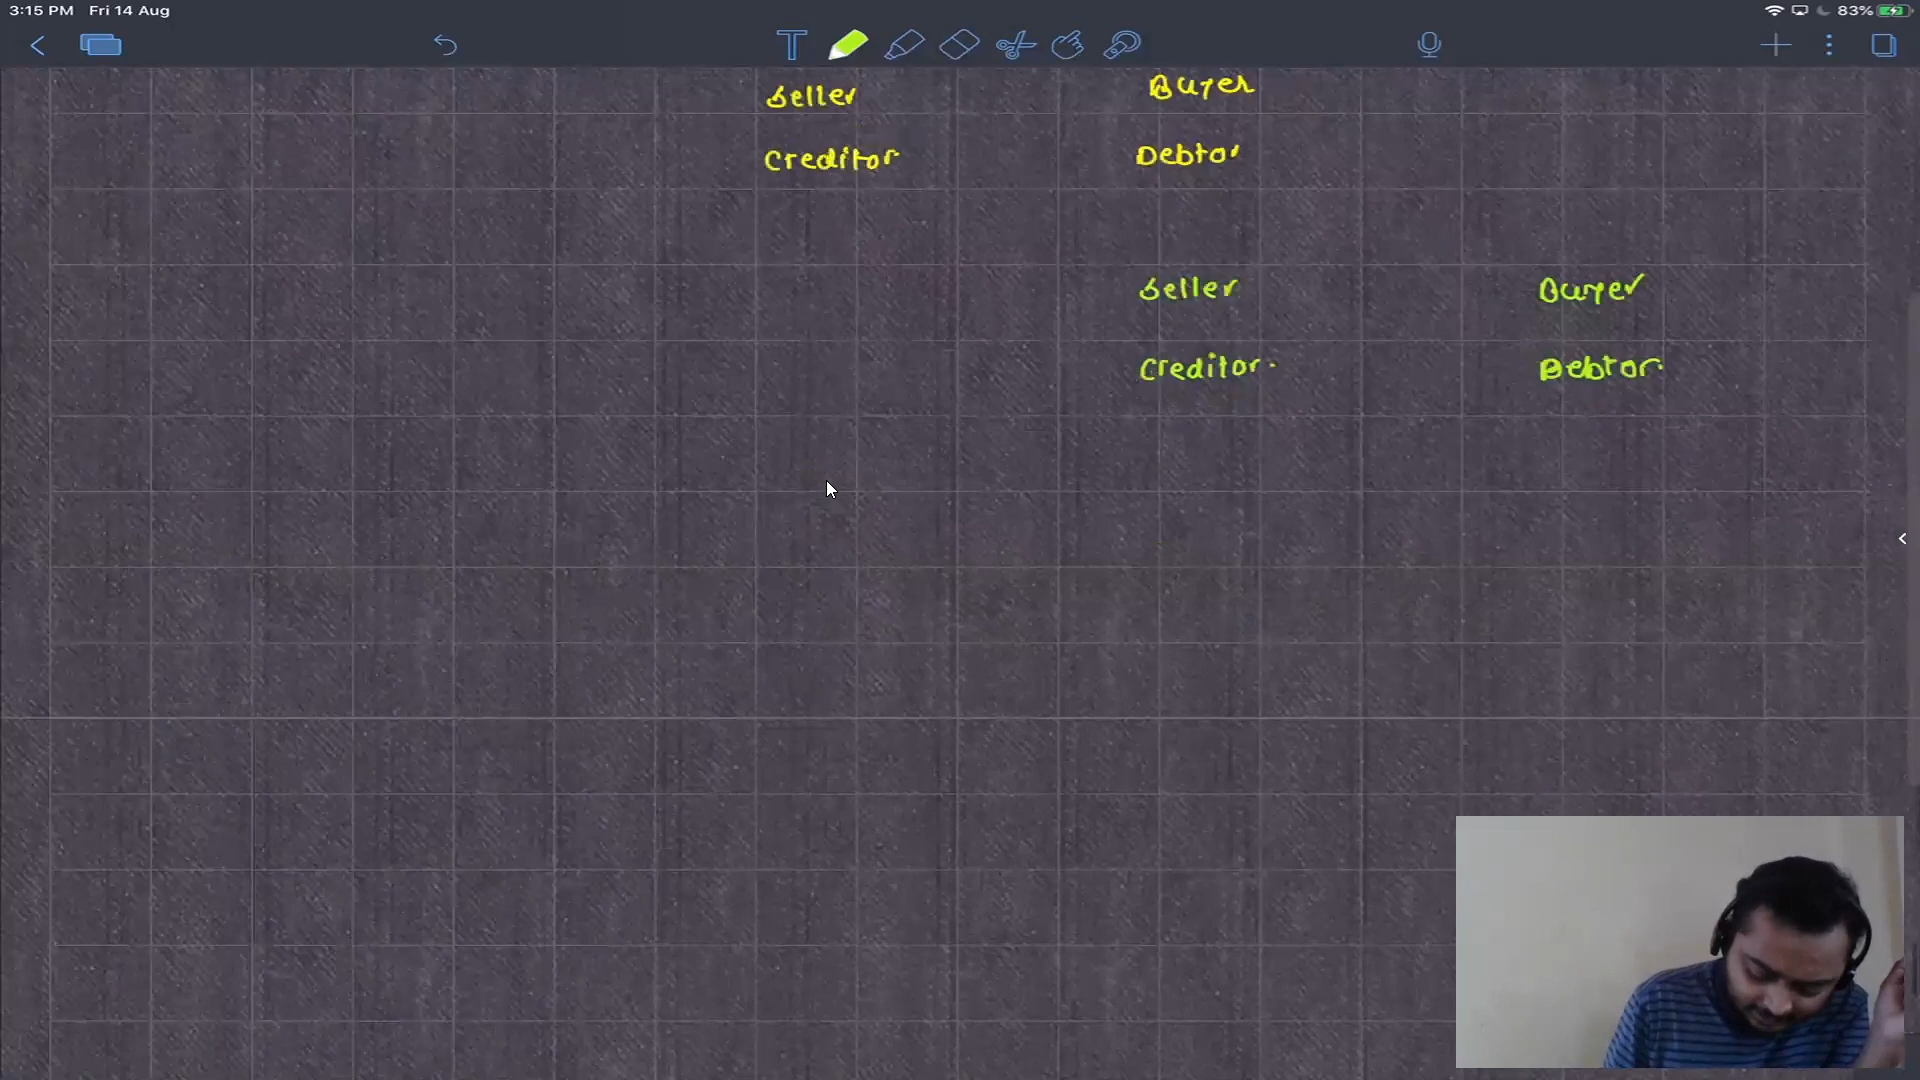 3:15 PM Fri 14 Aug 83%
T
Seller Buyer
Creditor Debtor
Seller Buyer
Creditor. Debtor.